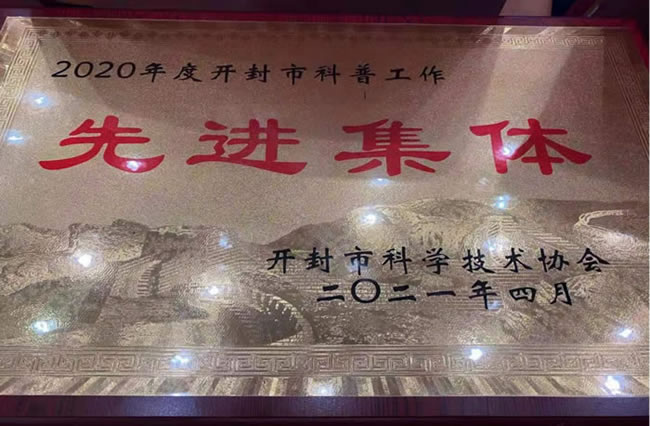 2020年度开封市科普工作
先进集体
开封市科学技术协会
二〇二一年四月